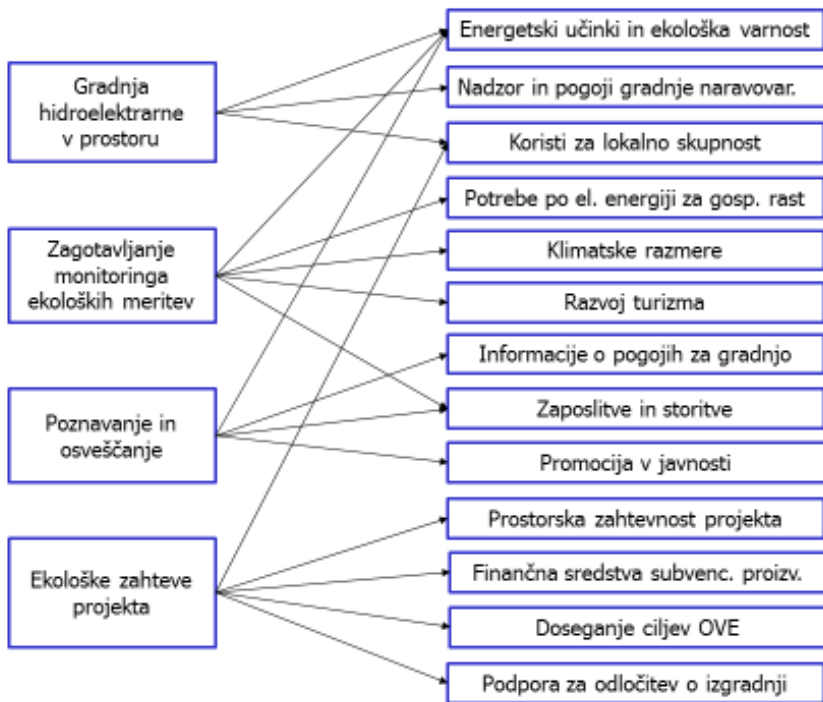 Gradnja
hidroelektrarne
v prostoru
Zagotavljanje
monitoringa
ekoloških meritev
Poznavanje in
osveščanje
Ekološke zahteve
projekta
Energetski učinki in ekološka varnost
Nadzor in pogoji gradnje naravovar.
Koristi za lokalno skupnost
Potrebe po el. energiji za gosp. rast
Klimatske razmere
Razvoj turizma
Informacije o pogojih za gradnjo
Zaposlitve in storitve
Promocija v javnosti
Prostorska zahtevnost projekta
Finančna sredstva subvenc. proizv.
Doseganje ciljev OVE
Podpora za odločitev o izgradnji